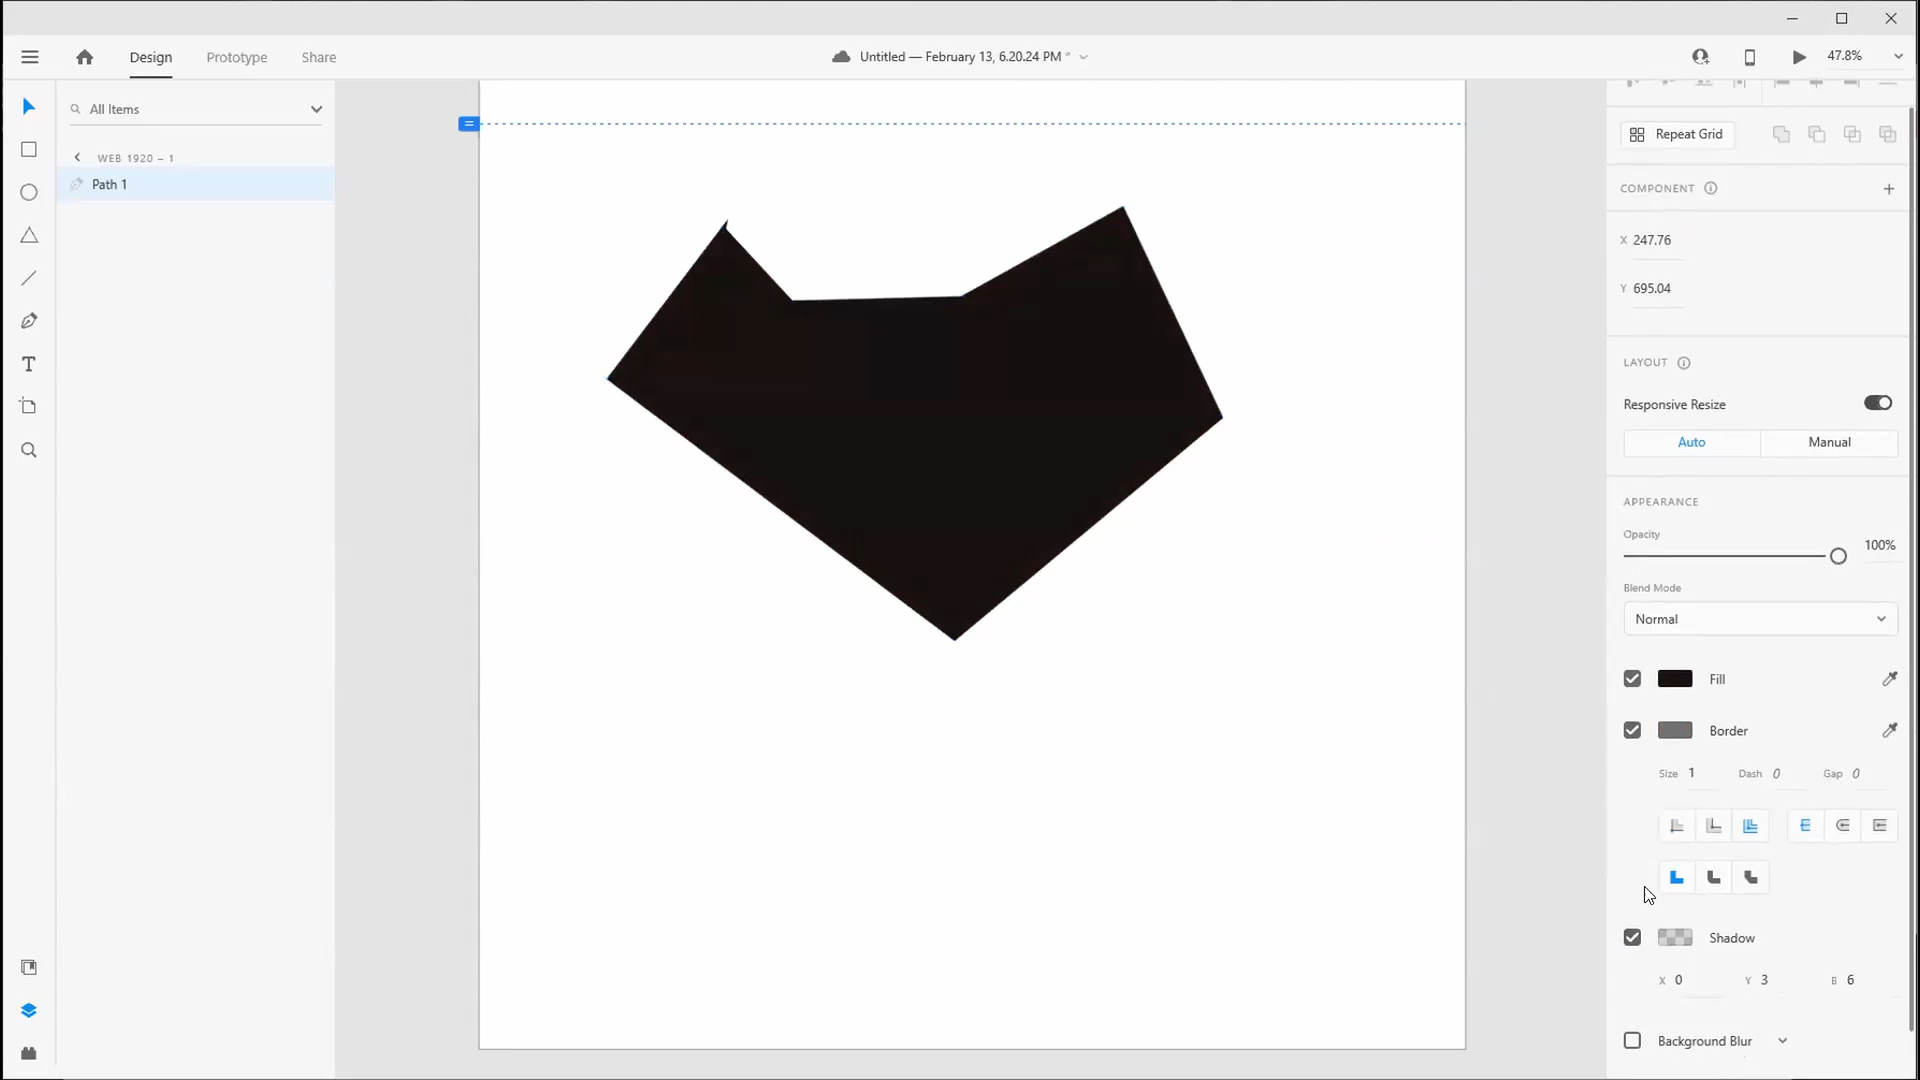 Design Prototype Share Untitled — February 13, 6.20.24 PM * 47.8%
All Items
Repeat Grid
WEB 1920 – 1
Path 1
COMPONENT
X 247.76
Y 695.04
LAYOUT
Responsive Resize
Auto Manual
APPEARANCE
Opacity
100%
Blend Mode
Normal
Fill
Border
Size 1 Dash 0 Gap 0
Shadow
X 0 Y 3 B 6
Background Blur